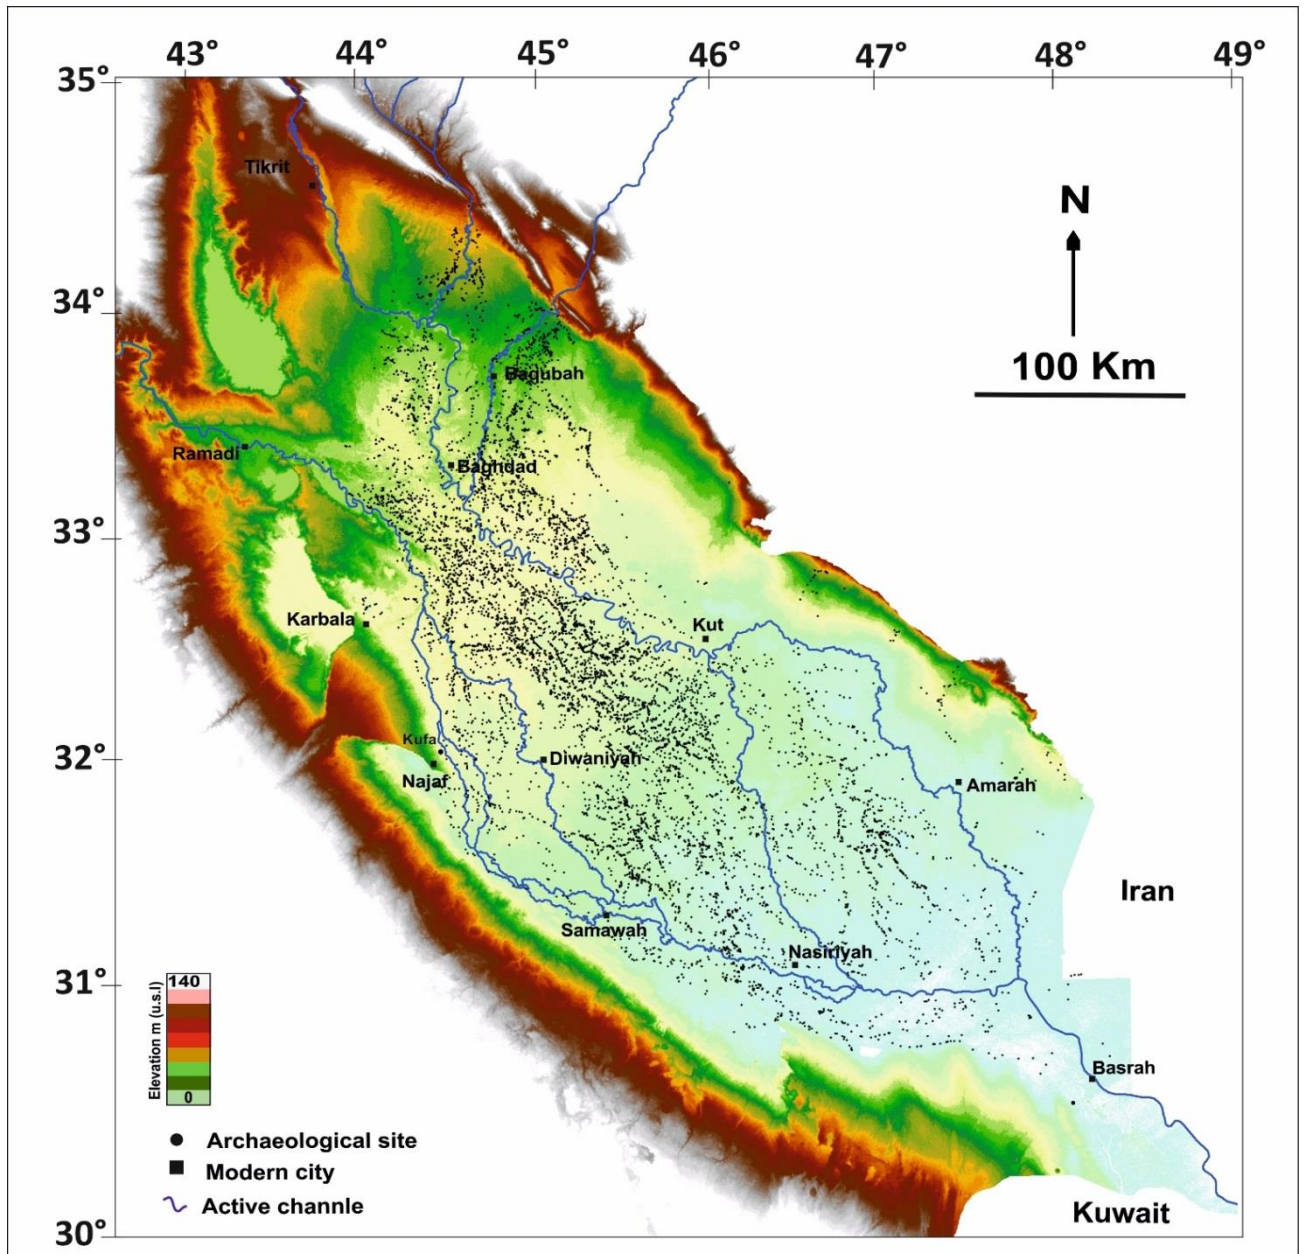 43° 44° 45° 46° 47° 48° 49°
35°
Tikrit
N
34°
100 Km
Baqubah
Ramadi
Baghdad
33°
Karbala
Kut
Kufa
32°
Diwaniyah
Najaf
Amarah
Iran
Samawah
Nasiriyah
31°
140
Elevation m (u.s.l)
0
Basrah
Archaeological site
Modern city
Active channle
Kuwait
30°